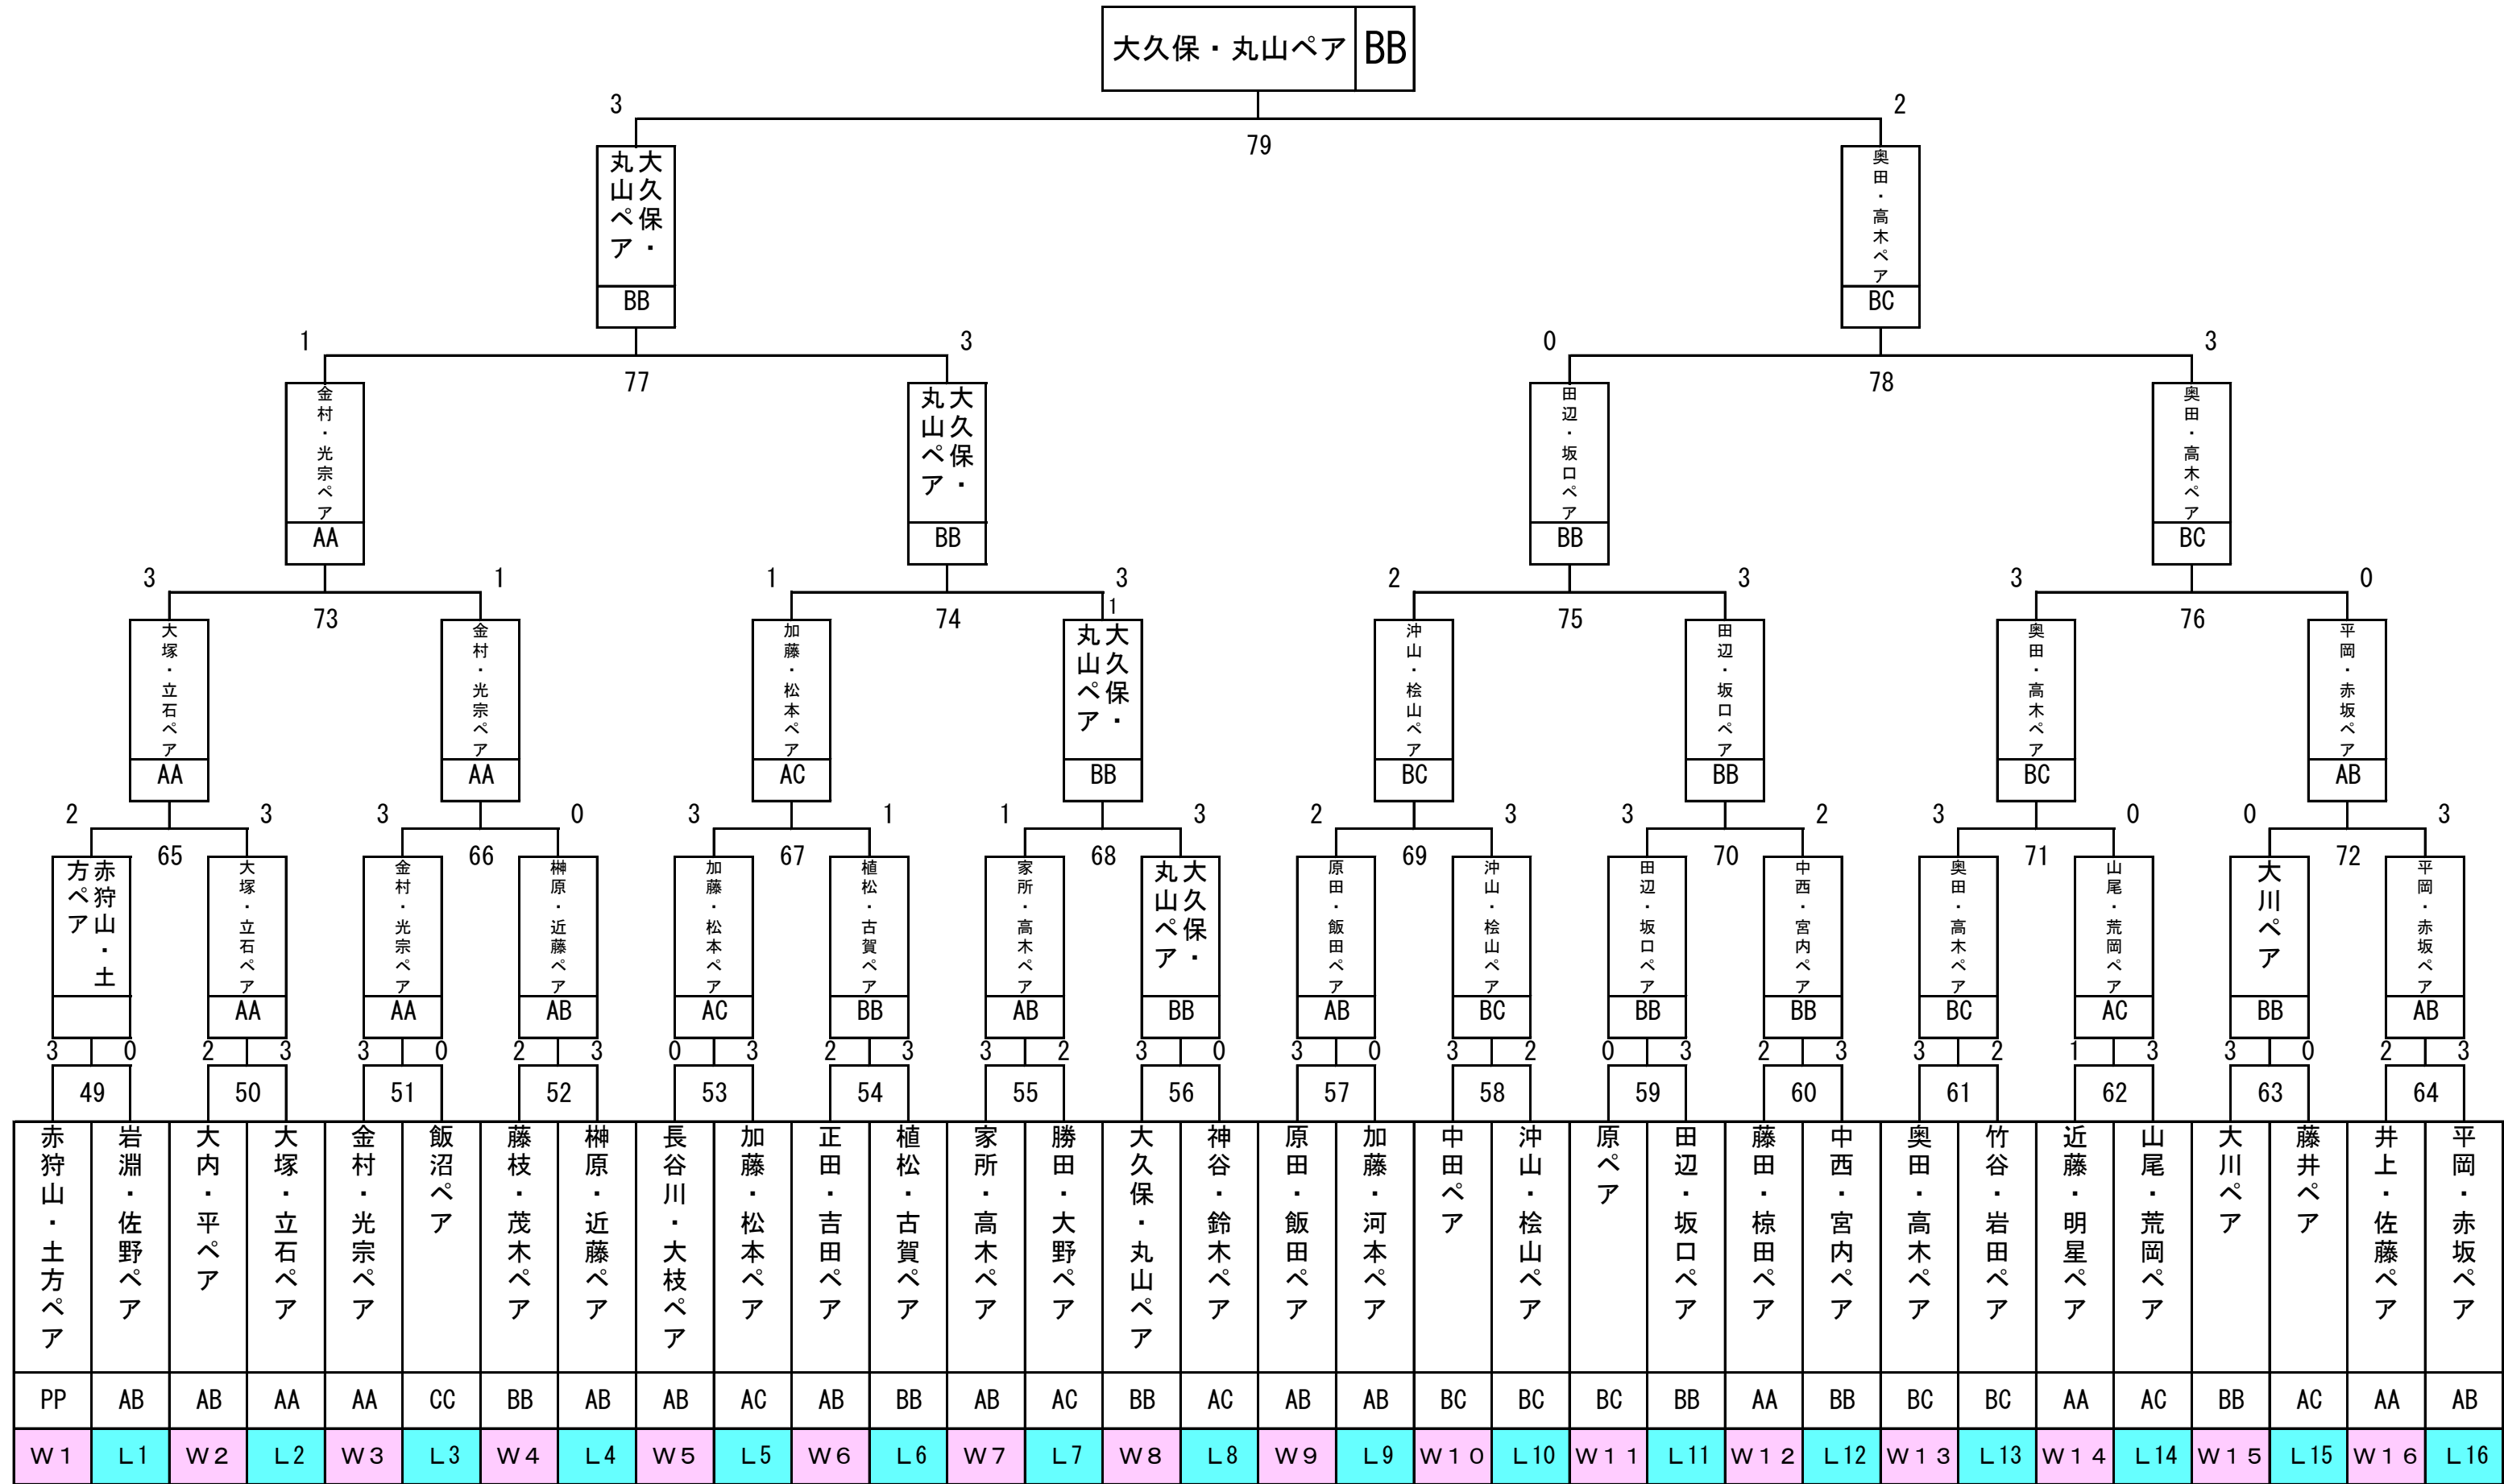 大久保・丸山ペア BB
3 2
79
大久保・丸山ペア 奥田・高木ペア
BB BC
1 3 0 3
77 78
金村・光宗ペア 大久保・丸山ペア 田辺・坂口ペア 奥田・高木ペア
AA BB BB BC
3 1 1 3 2 3 3 0
1
73 74 75 76
大塚・立石ペア 金村・光宗ペア 加藤・松本ペア 大久保・丸山ペア 沖山・桧山ペア 田辺・坂口ペア 奥田・高木ペア 平岡・赤坂ペア
AA AA AC BB BC BB BC AB
2 3 3 0 3 1 1 3 2 3 3 2 3 0 0 3
65 66 67 68 69 70 71 72
赤狩山・土方ペア 大塚・立石ペア 金村・光宗ペア 榊原・近藤ペア 加藤・松本ペア 植松・古賀ペア 家所・高木ペア 大久保・丸山ペア 原田・飯田ペア 沖山・桧山ペア 田辺・坂口ペア 中西・宮内ペア 奥田・高木ペア 山尾・荒岡ペア 大川ペア 平岡・赤坂ペア
AA AA AB AC BB AB BB AB BC BB BB BC AC BB AB
3 0 2 3 3 0 2 3 0 3 2 3 3 2 3 0 3 0 3 2 0 3 2 3 3 2 1 3 3 0 2 3
49 50 51 52 53 54 55 56 57 58 59 60 61 62 63 64
赤狩山・土方ペア 岩淵・佐野ペア 大内・平ペア 大塚・立石ペア 金村・光宗ペア 飯沼ペア 藤枝・茂木ペア 榊原・近藤ペア 長谷川・大枝ペア 加藤・松本ペア 正田・吉田ペア 植松・古賀ペア 家所・高木ペア 勝田・大野ペア 大久保・丸山ペア 神谷・鈴木ペア 原田・飯田ペア 加藤・河本ペア 中田ペア 沖山・桧山ペア 原ペア 田辺・坂口ペア 藤田・椋田ペア 中西・宮内ペア 奥田・高木ペア 竹谷・岩田ペア 近藤・明星ペア 山尾・荒岡ペア 大川ペア 藤井ペア 井上・佐藤ペア 平岡・赤坂ペア
PP AB AB AA AA CC BB AB AB AC AB BB AB AC BB AC AB AB BC BC BC BB AA BB BC BC AA AC BB AC AA AB
W1 L1 W2 L2 W3 L3 W4 L4 W5 L5 W6 L6 W7 L7 W8 L8 W9 L9 W10 L10 W11 L11 W12 L12 W13 L13 W14 L14 W15 L15 W16 L16